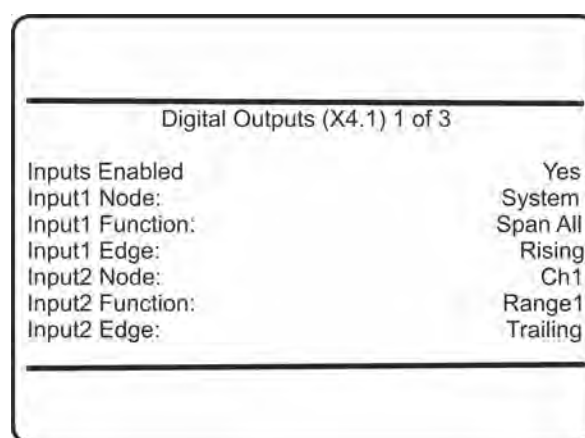 Digital Outputs (X4.1) 1 of 3
Inputs Enabled Yes
Input1 Node: System
Input1 Function: Span All
Input1 Edge: Rising
Input2 Node: Ch1
Input2 Function: Range1
Input2 Edge: Trailing